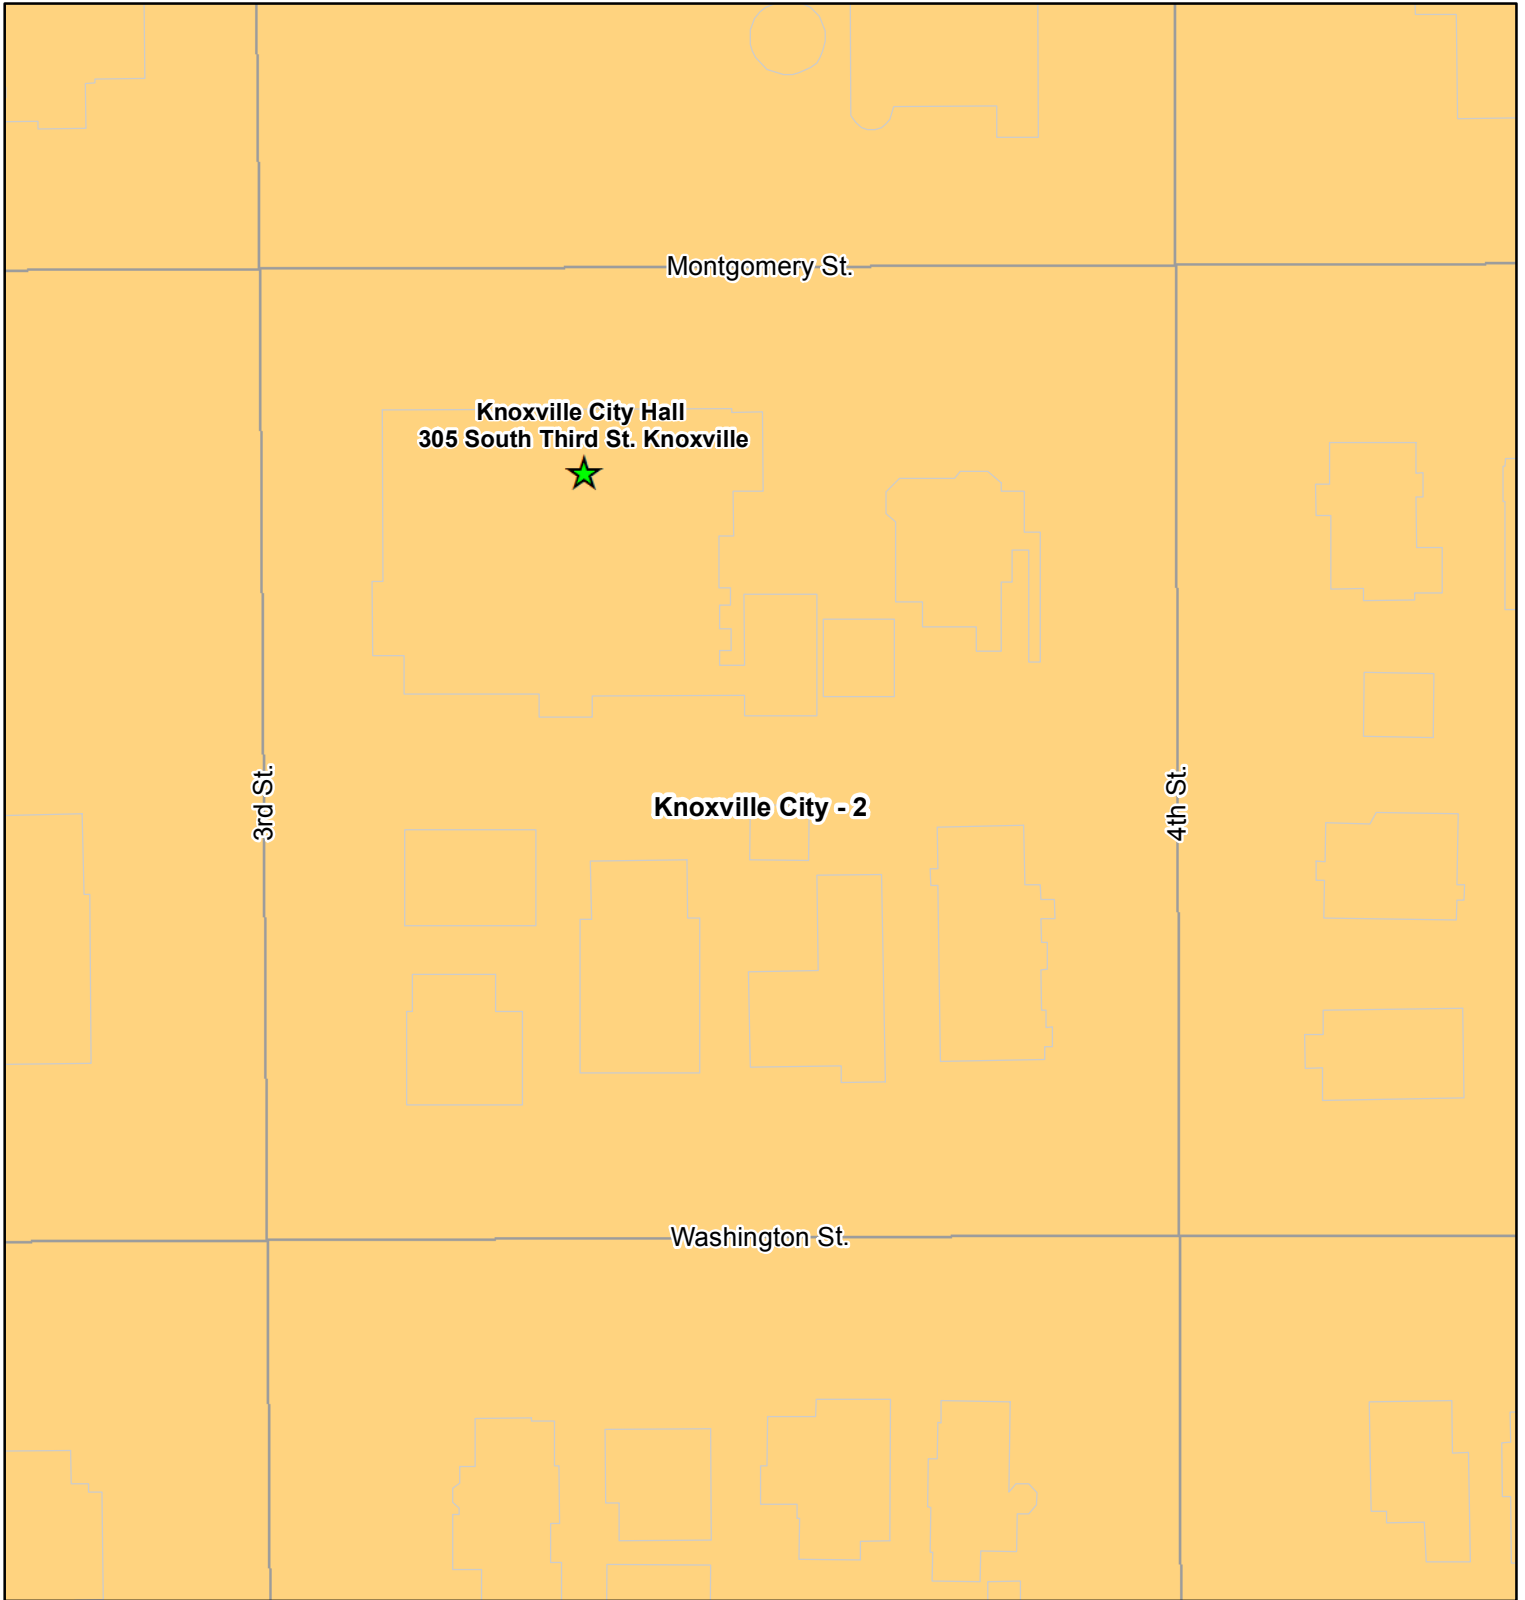 Montgomery St.
Knoxville City Hall
305 South Third St. Knoxville
3rd St.
Knoxville City - 2
4th St.
Washington St.